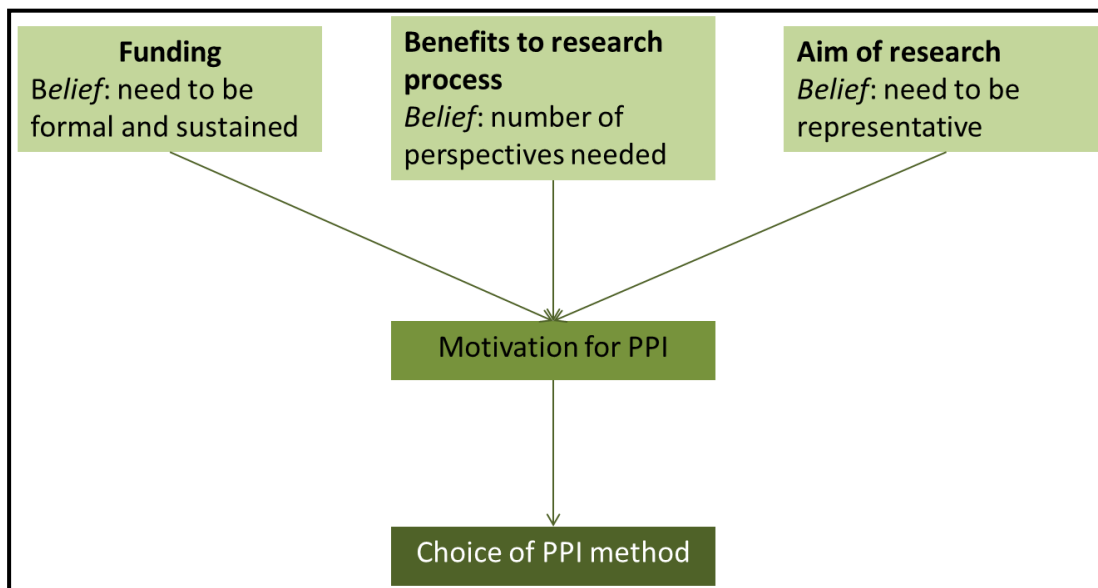 Funding
Belief: need to be
formal and sustained
Benefits to research
process
Belief: number of
perspectives needed
Aim of research
Belief: need to be
representative
Motivation for PPI
Choice of PPI method